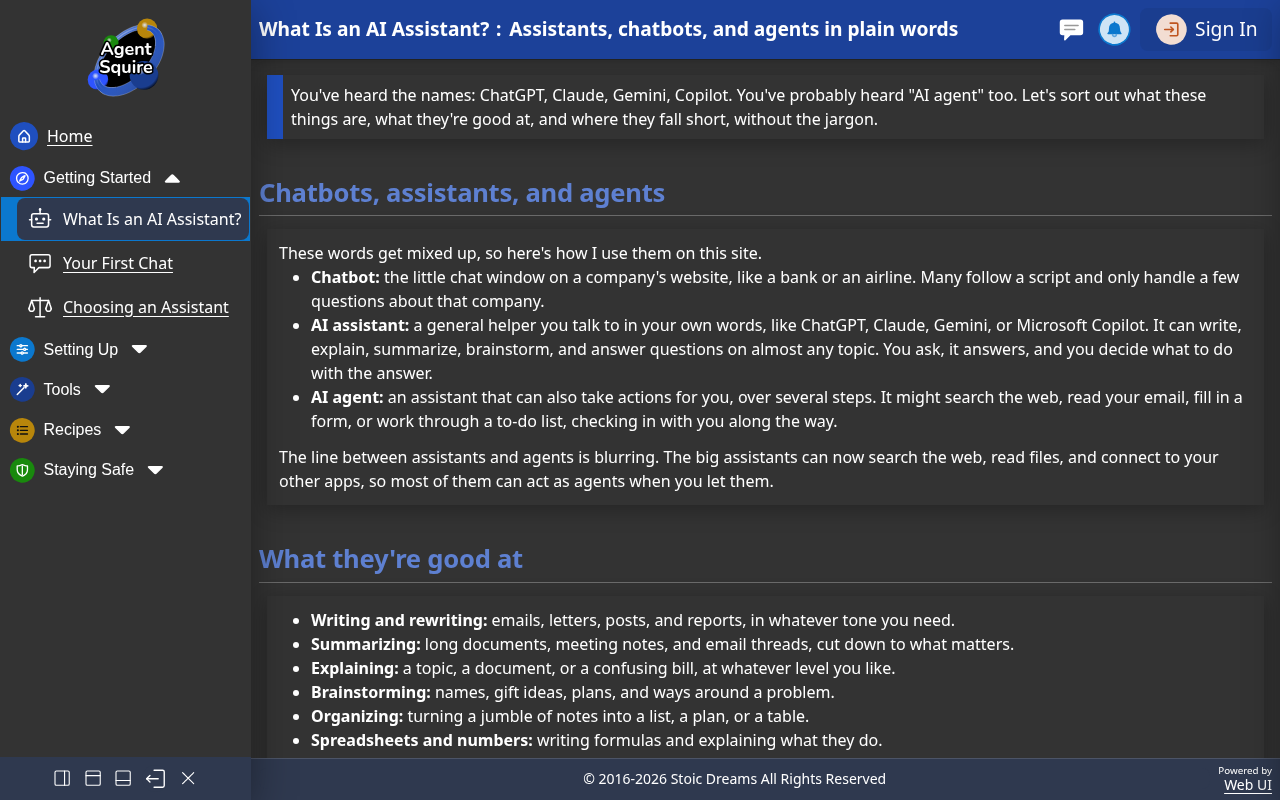 Agent
Squire
Home
Getting Started
What Is an AI Assistant?
Your First Chat
Choosing an Assistant
Setting Up
Tools
Recipes
Staying Safe
What Is an AI Assistant? : Assistants, chatbots, and agents in plain words
Sign In
You've heard the names: ChatGPT, Claude, Gemini, Copilot. You've probably heard "AI agent" too. Let's sort out what these
things are, what they're good at, and where they fall short, without the jargon.
Chatbots, assistants, and agents
These words get mixed up, so here's how I use them on this site.
• Chatbot: the little chat window on a company's website, like a bank or an airline. Many follow a script and only handle a few
questions about that company.
• AI assistant: a general helper you talk to in your own words, like ChatGPT, Claude, Gemini, or Microsoft Copilot. It can write,
explain, summarize, brainstorm, and answer questions on almost any topic. You ask, it answers, and you decide what to do
with the answer.
• AI agent: an assistant that can also take actions for you, over several steps. It might search the web, read your email, fill in a
form, or work through a to-do list, checking in with you along the way.
The line between assistants and agents is blurring. The big assistants can now search the web, read files, and connect to your
other apps, so most of them can act as agents when you let them.
What they're good at
• Writing and rewriting: emails, letters, posts, and reports, in whatever tone you need.
• Summarizing: long documents, meeting notes, and email threads, cut down to what matters.
• Explaining: a topic, a document, or a confusing bill, at whatever level you like.
• Brainstorming: names, gift ideas, plans, and ways around a problem.
• Organizing: turning a jumble of notes into a list, a plan, or a table.
• Spreadsheets and numbers: writing formulas and explaining what they do.
© 2016-2026 Stoic Dreams All Rights Reserved
Powered by
Web UI